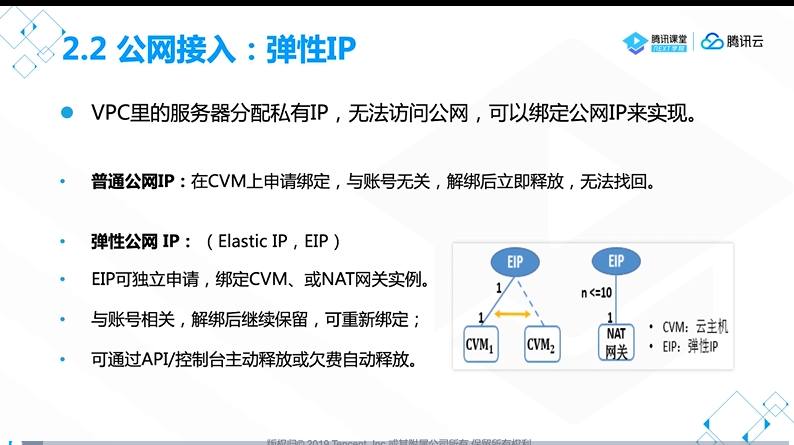 2.2 公网接入：弹性IP
腾讯课堂
NEXT学院
腾讯云
VPC里的服务器分配私有IP，无法访问公网，可以绑定公网IP来实现。
普通公网IP：在CVM上申请绑定，与账号无关，解绑后立即释放，无法找回。
弹性公网 IP：（Elastic IP，EIP）
EIP可独立申请，绑定CVM、或NAT网关实例。
与账号相关，解绑后继续保留，可重新绑定；
可通过API/控制台主动释放或欠费自动释放。
EIP
1
1
CVM1
CVM2
EIP
n <=10
1
NAT
网关
CVM：云主机
EIP：弹性IP
版权归© 2019 Tencent, Inc.或其附属公司所有 保留所有权利